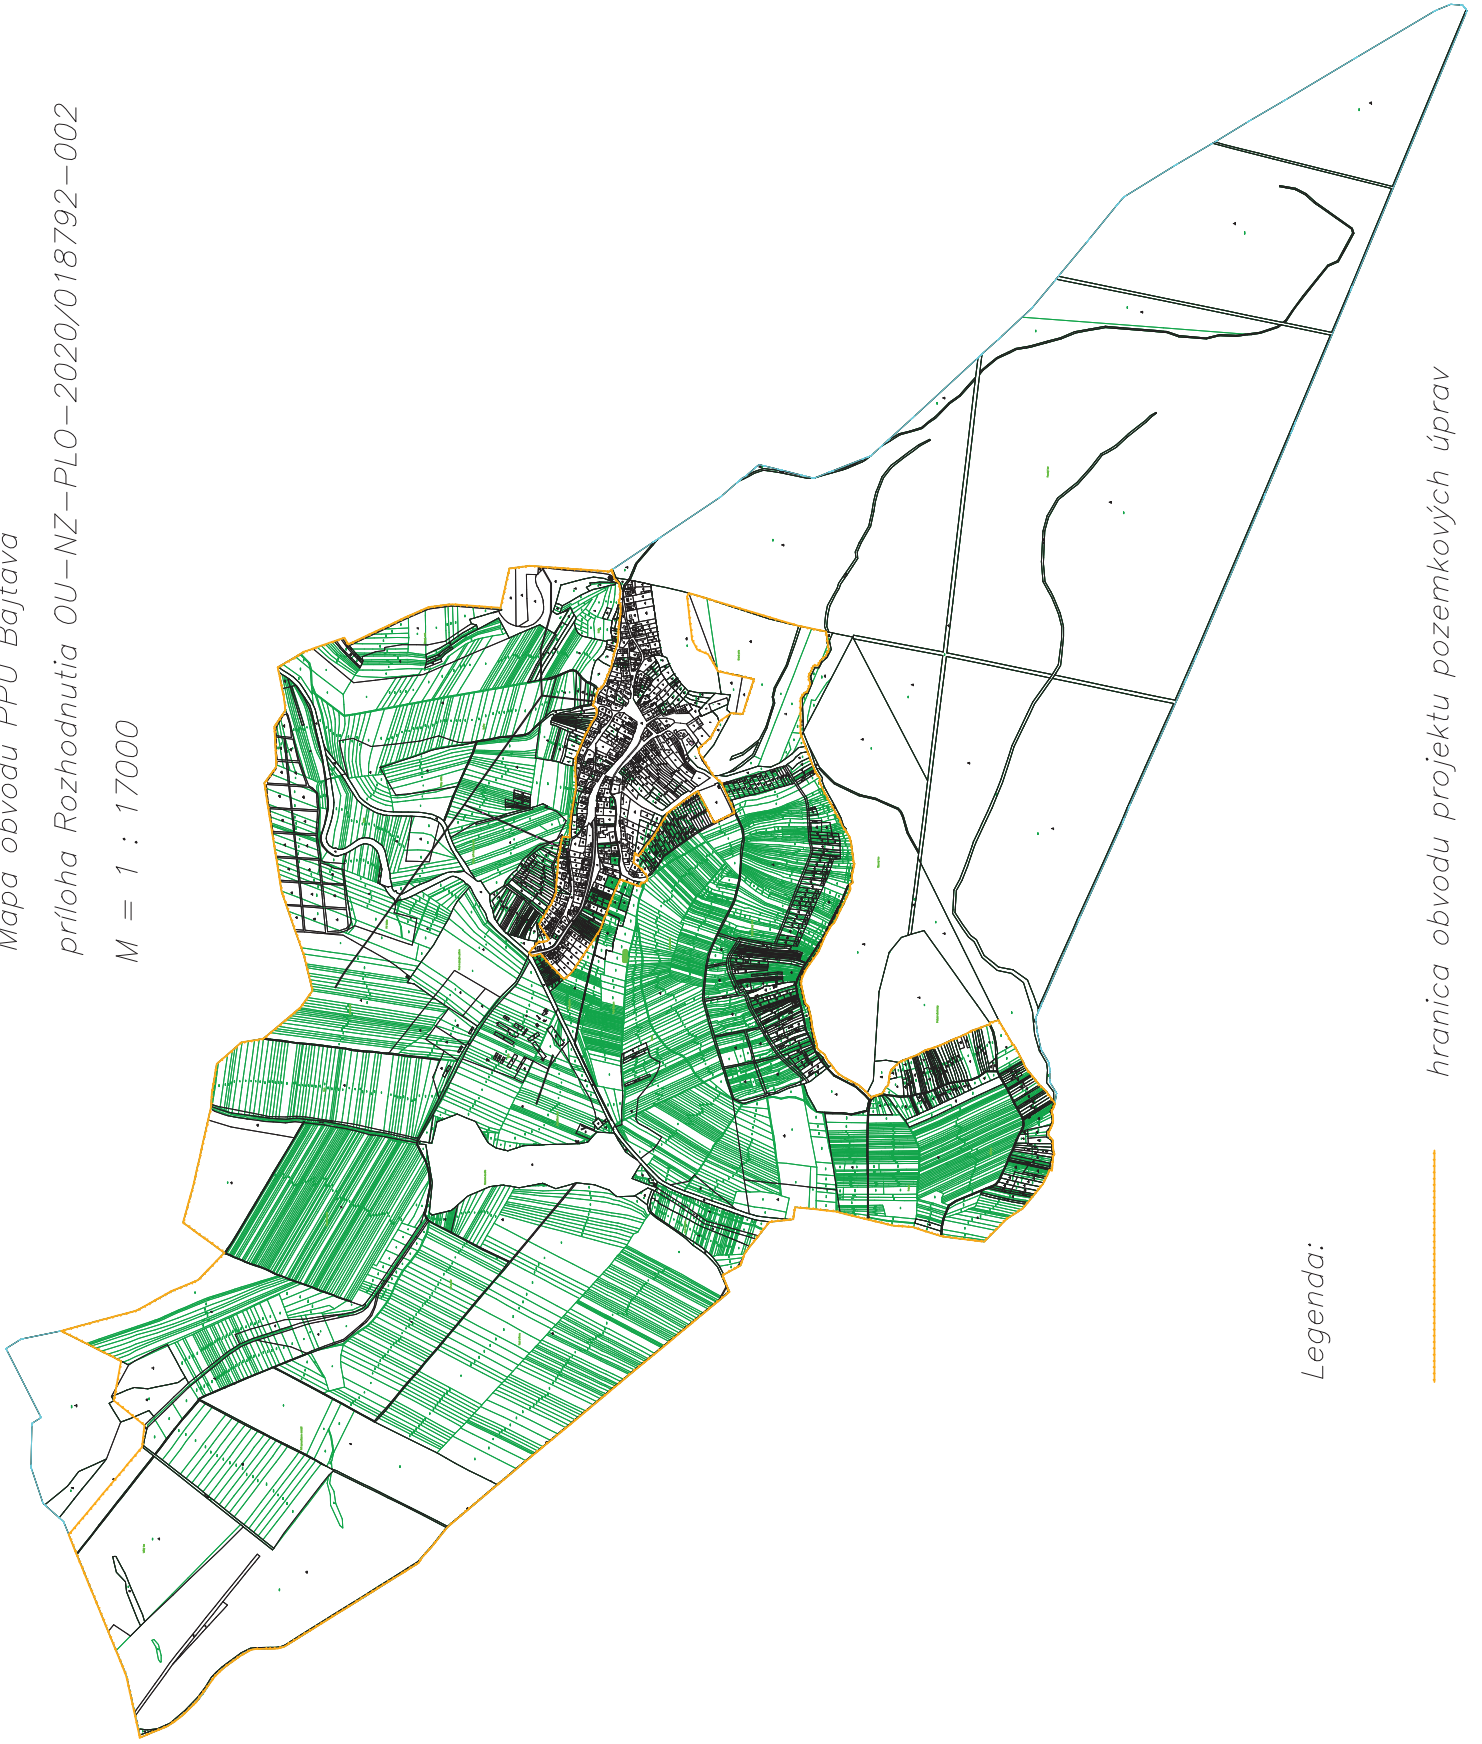 Mapa obvodu PPÚ Bajtava
príloha Rozhodnutia OU-NZ-PLO-2020/018792-002
M = 1 : 17000
Legenda:
hranica obvodu projektu pozenkových úprav